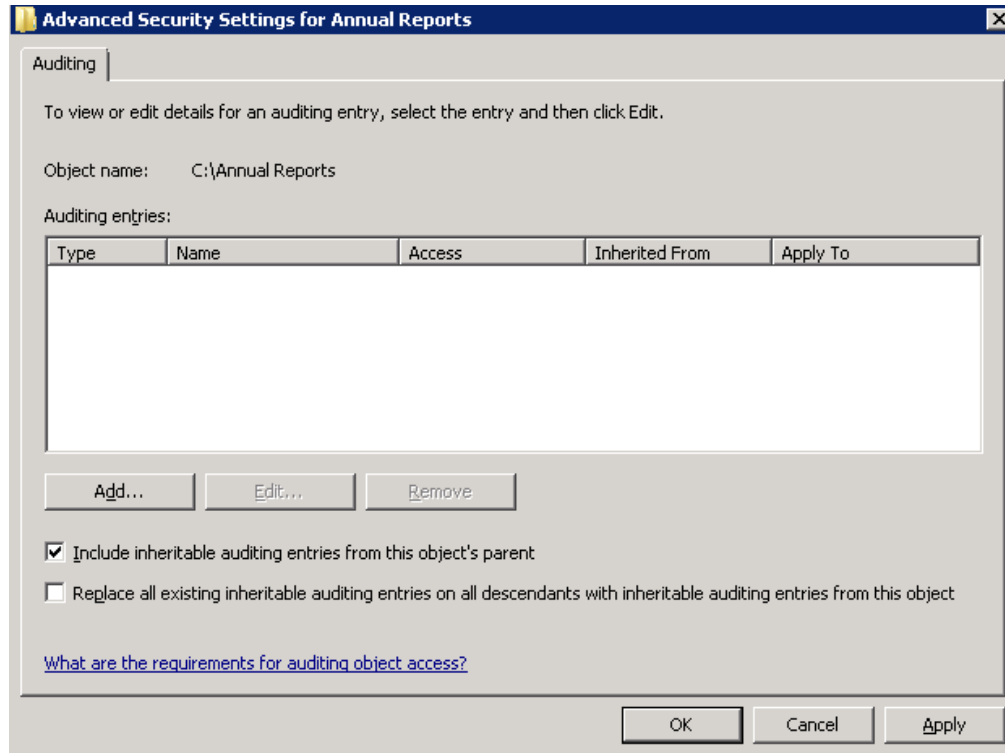 Advanced Security Settings for Annual Reports
Auditing
To view or edit details for an auditing entry, select the entry and then click Edit.
Object name: C:\Annual Reports
Auditing entries:
Type Name Access Inherited From Apply To
Add... Edit... Remove
Include inheritable auditing entries from this object's parent
Replace all existing inheritable auditing entries on all descendants with inheritable auditing entries from this object
What are the requirements for auditing object access?
OK Cancel Apply